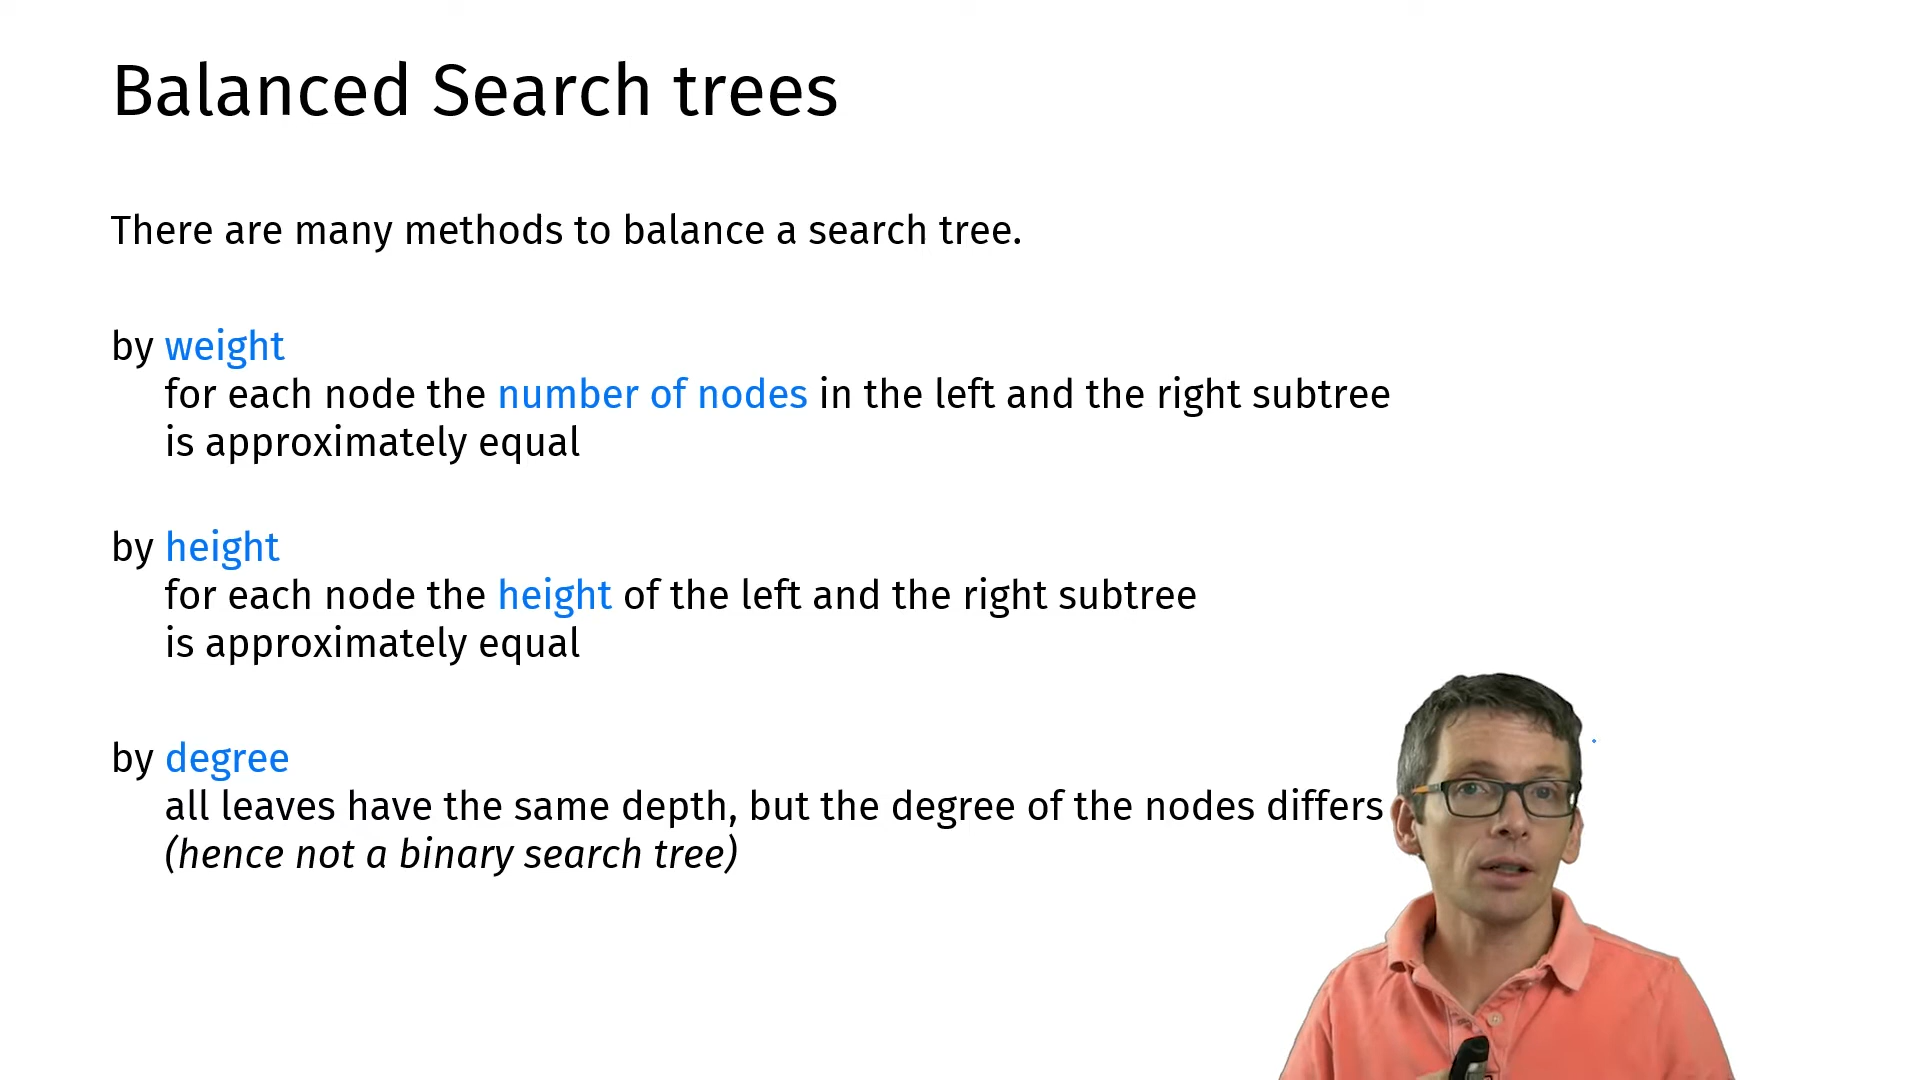 Balanced Search trees
There are many methods to balance a search tree.
by weight
for each node the number of nodes in the left and the right subtree
is approximately equal
by height
for each node the height of the left and the right subtree
is approximately equal
by degree
all leaves have the same depth, but the degree of the nodes differs
(hence not a binary search tree)